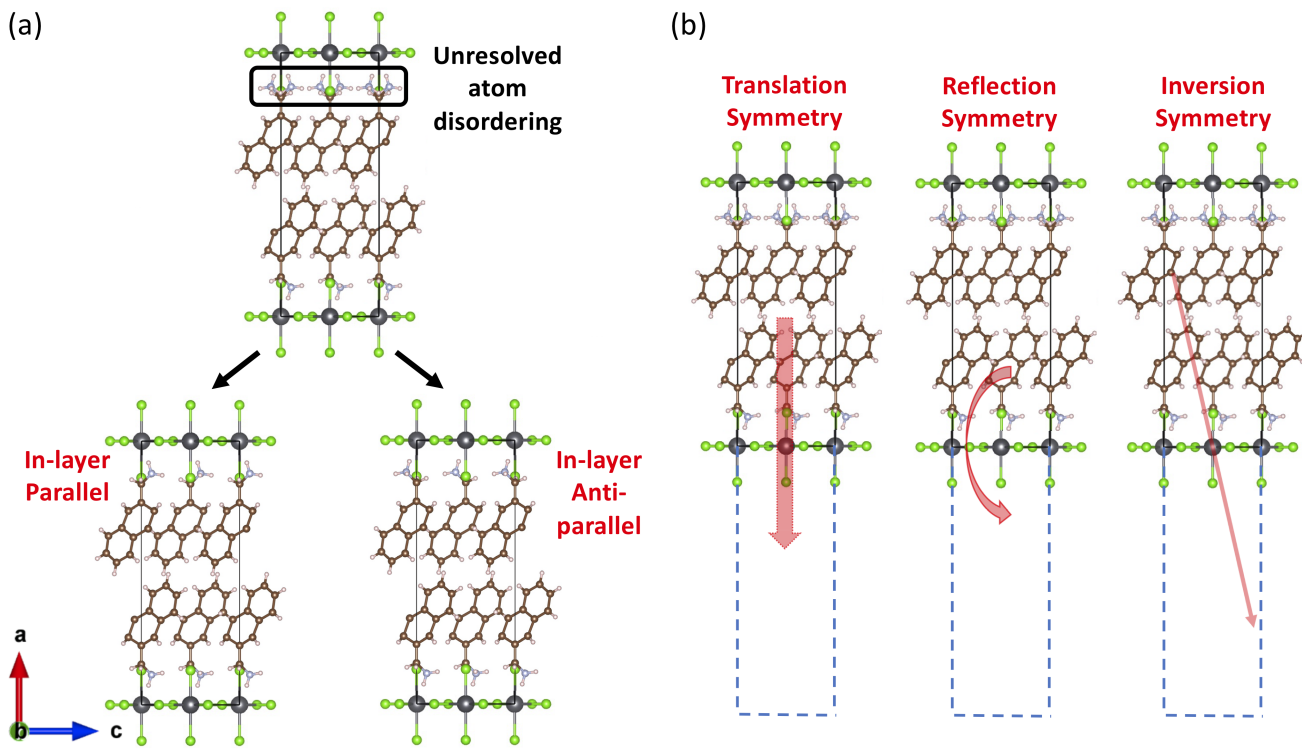 (a)
Unresolved
atom
disordering
In-layer
Parallel
In-layer
Anti-
parallel
a
b
c
(b)
Translation
Symmetry
Reflection
Symmetry
Inversion
Symmetry